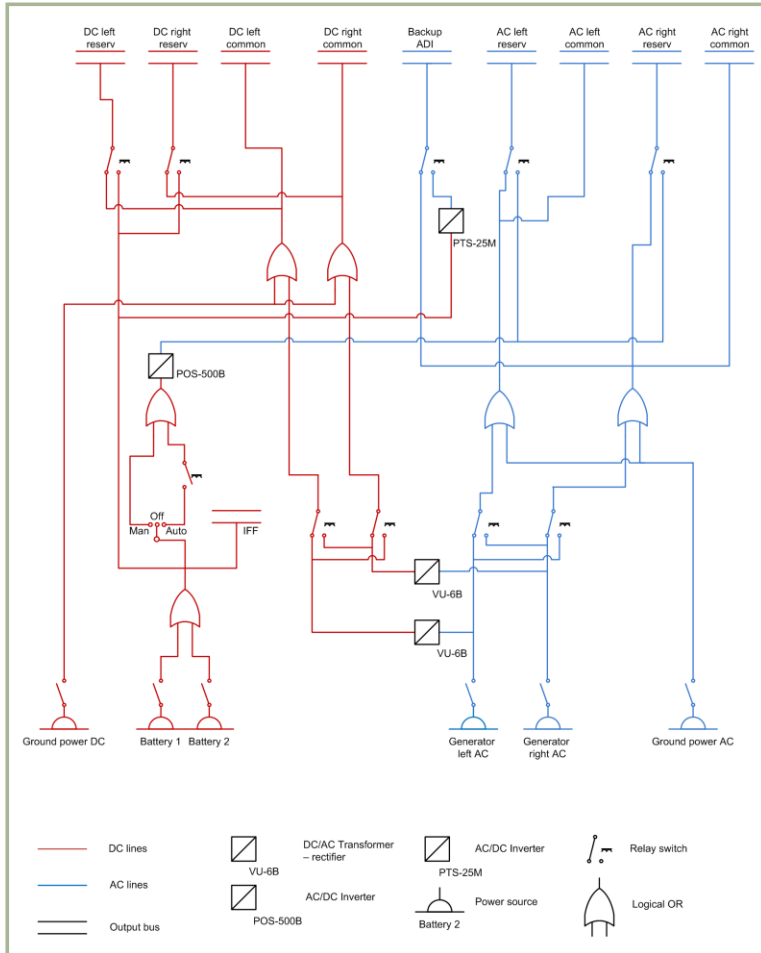 DC left
reserv
DC right
reserv
DC left
common
DC right
common
Backup
ADI
AC left
reserv
AC left
common
AC right
reserv
AC right
common
PTS-25M
POS-500B
Off
Man
Auto
IFF
VU-6B
VU-6B
Ground power DC
Battery 1
Battery 2
Generator
left AC
Generator
right AC
Ground power AC
DC lines
AC lines
Output bus
VU-6B
DC/AC Transformer
– rectifier
POS-500B
AC/DC Inverter
PTS-25M
AC/DC Inverter
Battery 2
Power source
Relay switch
Logical OR